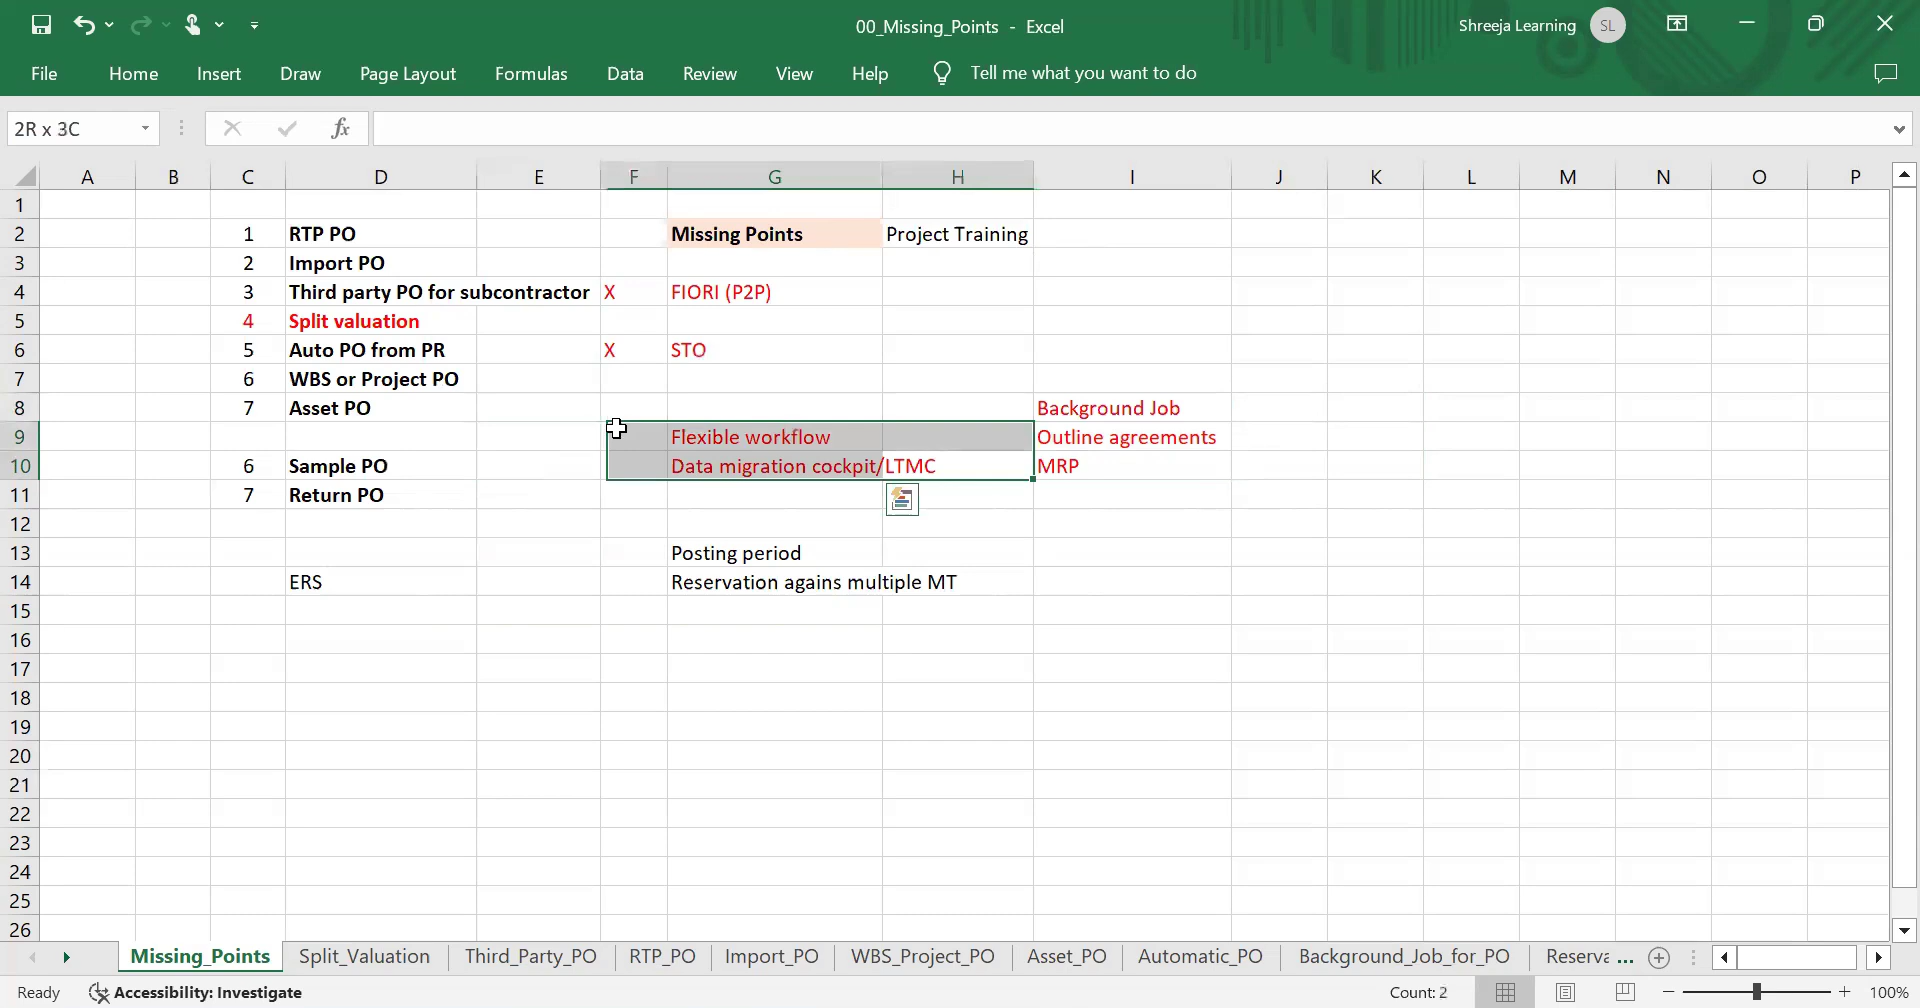 00_Missing_Points - Excel
Shreeja Learning SL
File Home Insert Draw Page Layout Formulas Data Review View Help Tell me what you want to do
2R x 3C fx
A B C D E F G H I J K L M N O P
1
2 1 RTP PO Missing Points Project Training
3 2 Import PO
4 3 Third party PO for subcontractor X FIORI (P2P)
5 4 Split valuation
6 5 Auto PO from PR X STO
7 6 WBS or Project PO
8 7 Asset PO Background Job
9 Flexible workflow Outline agreements
10 6 Sample PO Data migration cockpit/LTMC MRP
11 7 Return PO
12
13 Posting period
14 ERS Reservation agains multiple MT
15
16
17
18
19
20
21
22
23
24
25
26
Missing_Points Split_Valuation Third_Party_PO RTP_PO Import_PO WBS_Project_PO Asset_PO Automatic_PO Background_Job_for_PO Reserva ...
Ready Accessibility: Investigate Count: 2 100%